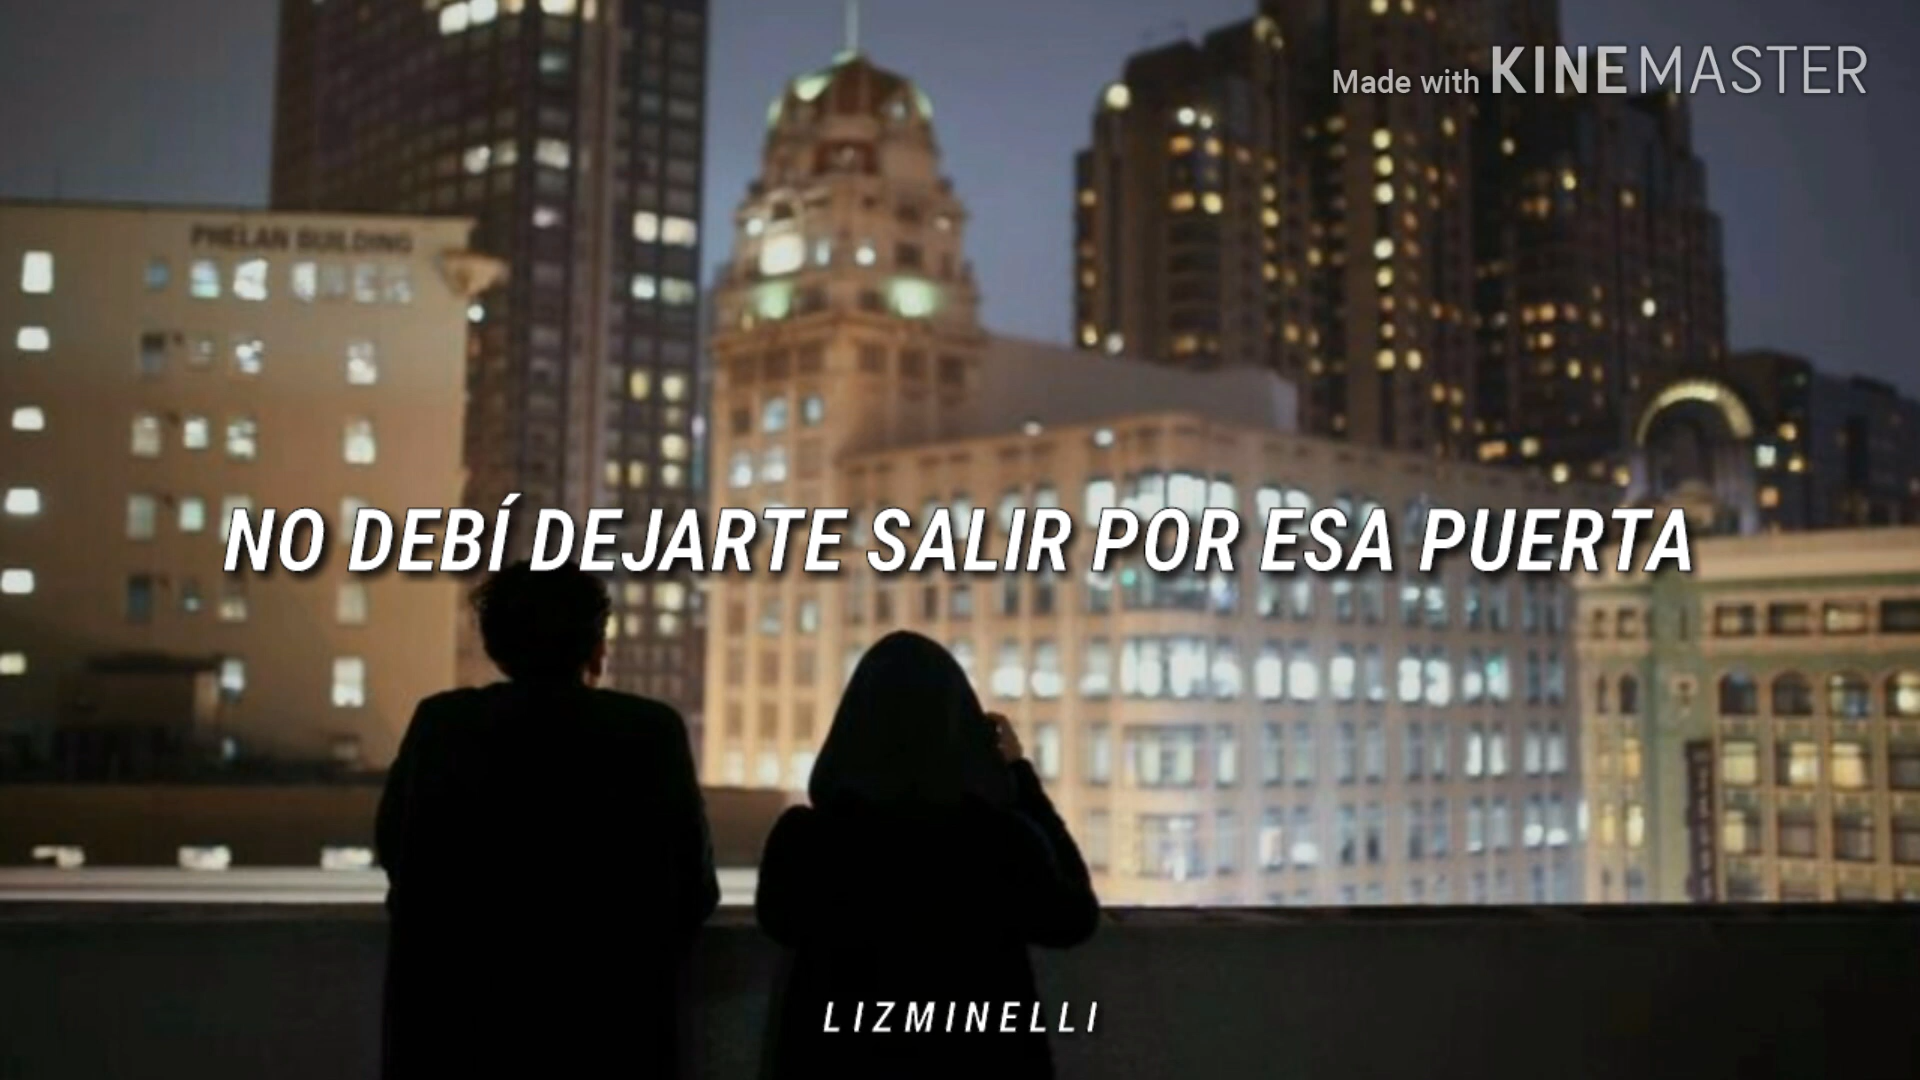 Made with KINEMASTER
PHELAN BUILDING
NO DEBÍ DEJARTE SALIR POR ESA PUERTA
LIZMINELLI